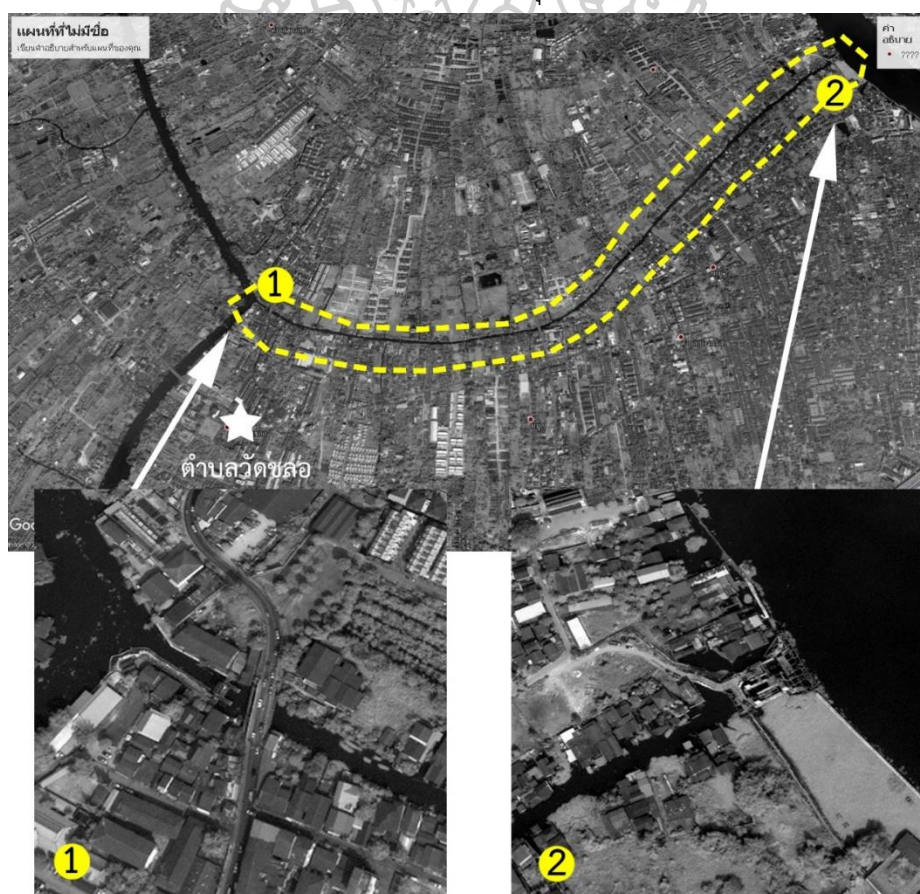 แผนที่ที่ไม่มีชื่อ
เขียนคำอธิบายสำหรับแผนที่ของคุณ
คำ
อธิบาย
????
2
1
ตำบลวัดชลอ
Goo
1
2